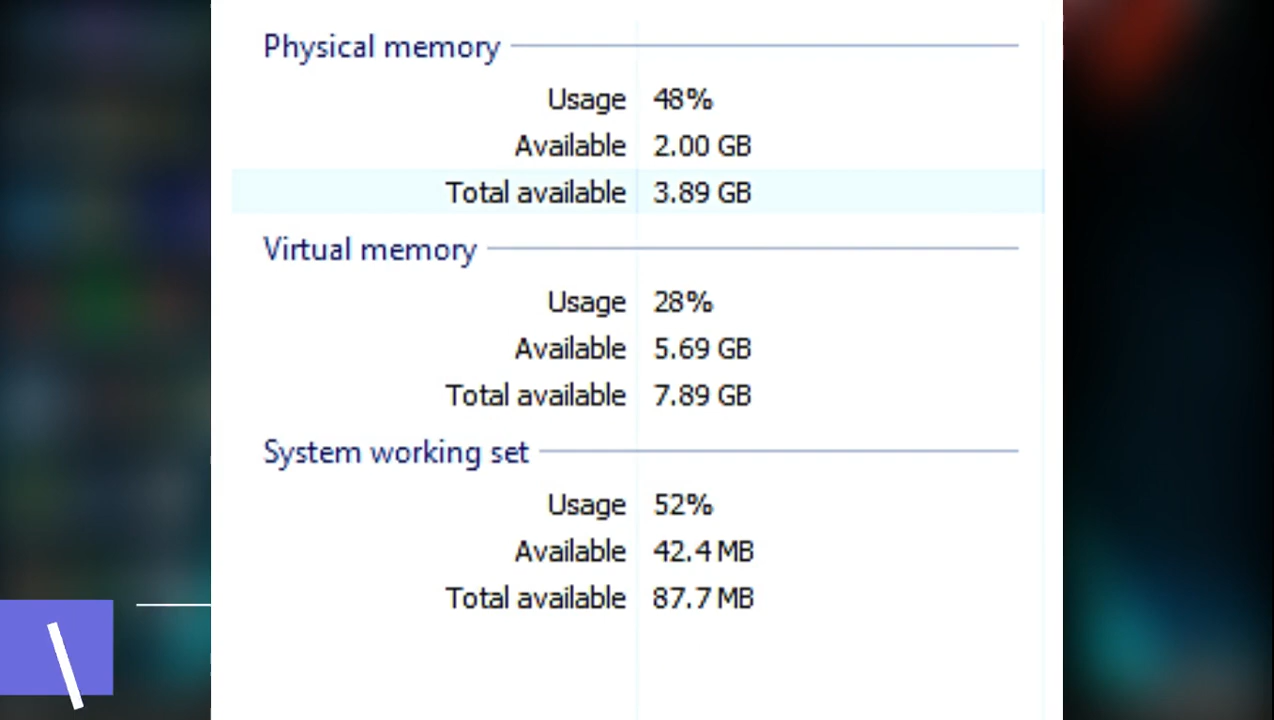 Physical memory
Usage 48%
Available 2.00 GB
Total available 3.89 GB
Virtual memory
Usage 28%
Available 5.69 GB
Total available 7.89 GB
System working set
Usage 52%
Available 42.4 MB
Total available 87.7 MB